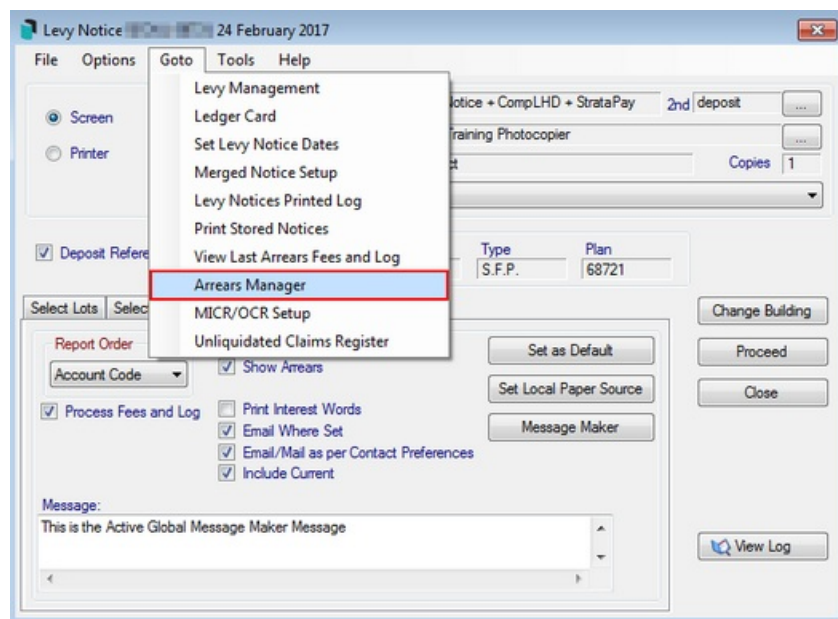 Levy Notice 24 February 2017
File Options Goto Tools Help
Levy Management
Ledger Card
Set Levy Notice Dates
Merged Notice Setup
Levy Notices Printed Log
Print Stored Notices
View Last Arrears Fees and Log
Arrears Manager
MICR/OCR Setup
Unliquidated Claims Register
Screen
Printer
Notice + CompLHD + StrataPay 2nd deposit ...
Training Photocopier ...
Copies 1
Deposit Refere
Type Plan
S.F.P. 68721
Select Lots Selec
Change Building
Report Order
Set as Default
Proceed
Account Code
Show Arrears
Set Local Paper Source
Close
Process Fees and Log
Print Interest Words
Message Maker
Email Where Set
Email/Mail as per Contact Preferences
Include Current
Message:
This is the Active Global Message Maker Message
View Log